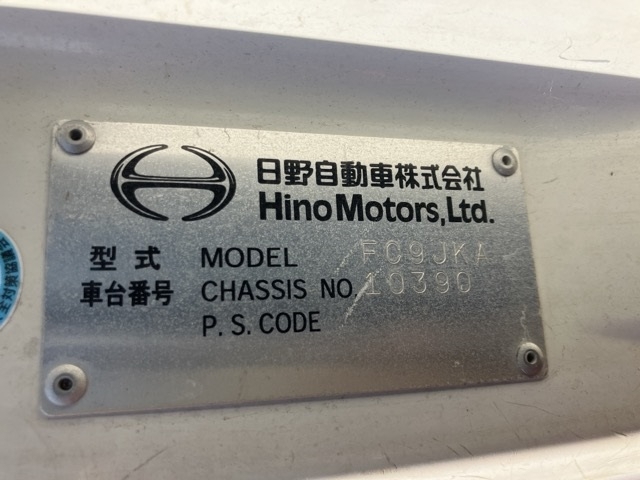 日野自動車株式会社
Hino Motors, Ltd.
型式 MODEL FC9JKA
車台番号 CHASSIS NO. 10390
P. S. CODE